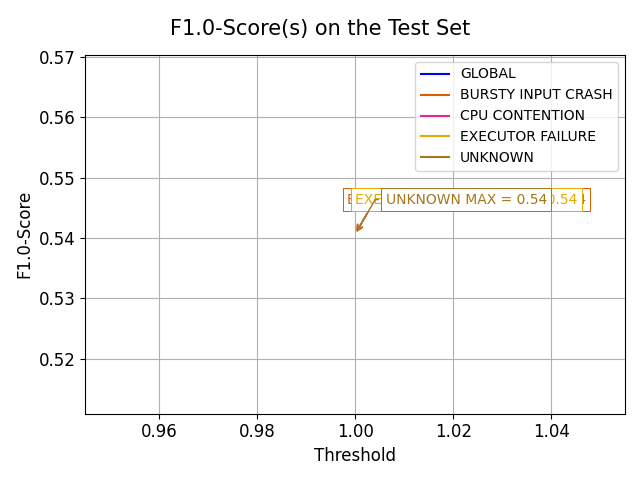 F1.0-Score(s) on the Test Set
0.57
0.56
0.55
0.54
0.53
0.52
F1.0-Score
GLOBAL
BURSTY INPUT CRASH
CPU CONTENTION
EXECUTOR FAILURE
UNKNOWN
UNKNOWN MAX = 0.54
0.96
0.98
1.00
1.02
1.04
Threshold